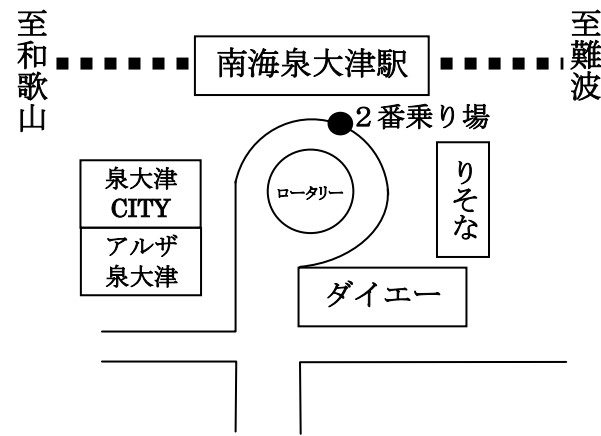 至和歌山
南海泉大津駅
至難波
２番乗り場
ロータリー
りそな
泉大津
CITY
アルザ
泉大津
ダイエー